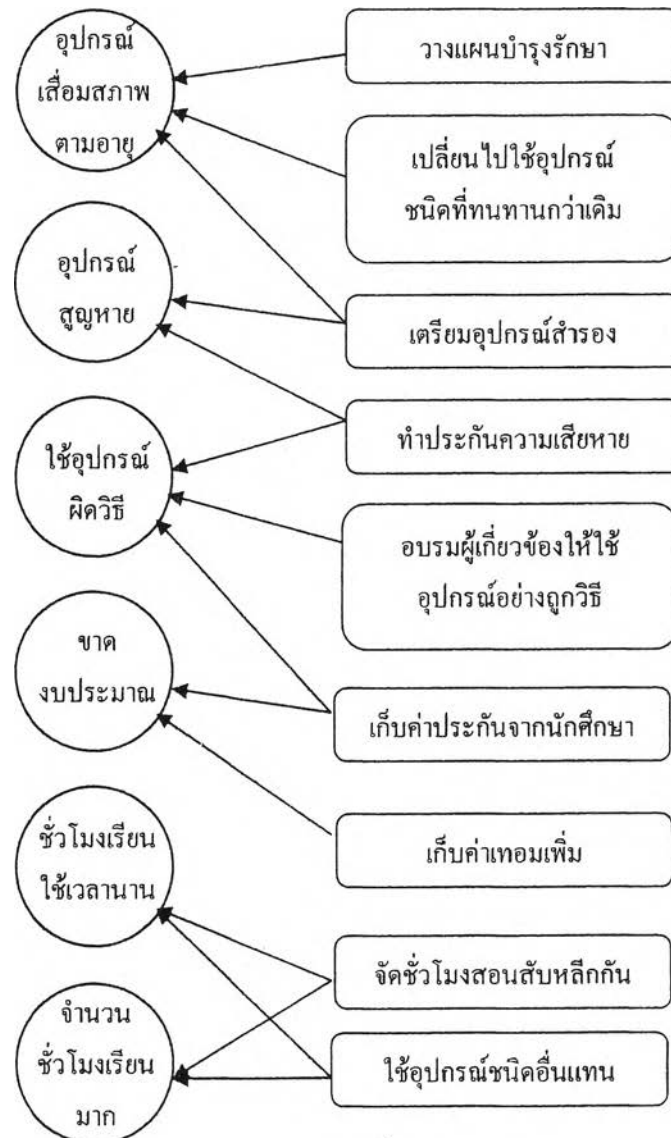 อุปกรณ์
เสื่อมสภาพ
ตามอายุ
วางแผนบำรุงรักษา
เปลี่ยนไปใช้อุปกรณ์
ชนิดที่ทนทานกว่าเดิม
อุปกรณ์
สูญหาย
เตรียมอุปกรณ์สำรอง
ทำประกันความเสียหาย
ใช้อุปกรณ์
ผิดวิธี
อบรมผู้เกี่ยวข้องให้ใช้
อุปกรณ์อย่างถูกวิธี
ขาด
งบประมาณ
เก็บค่าประกันจากนักศึกษา
ชั่วโมงเรียน
ใช้เวลานาน
เก็บค่าเทอมเพิ่ม
จัดชั่วโมงสอนสับหลีกกัน
จำนวน
ชั่วโมงเรียน
มาก
ใช้อุปกรณ์ชนิดอื่นแทน